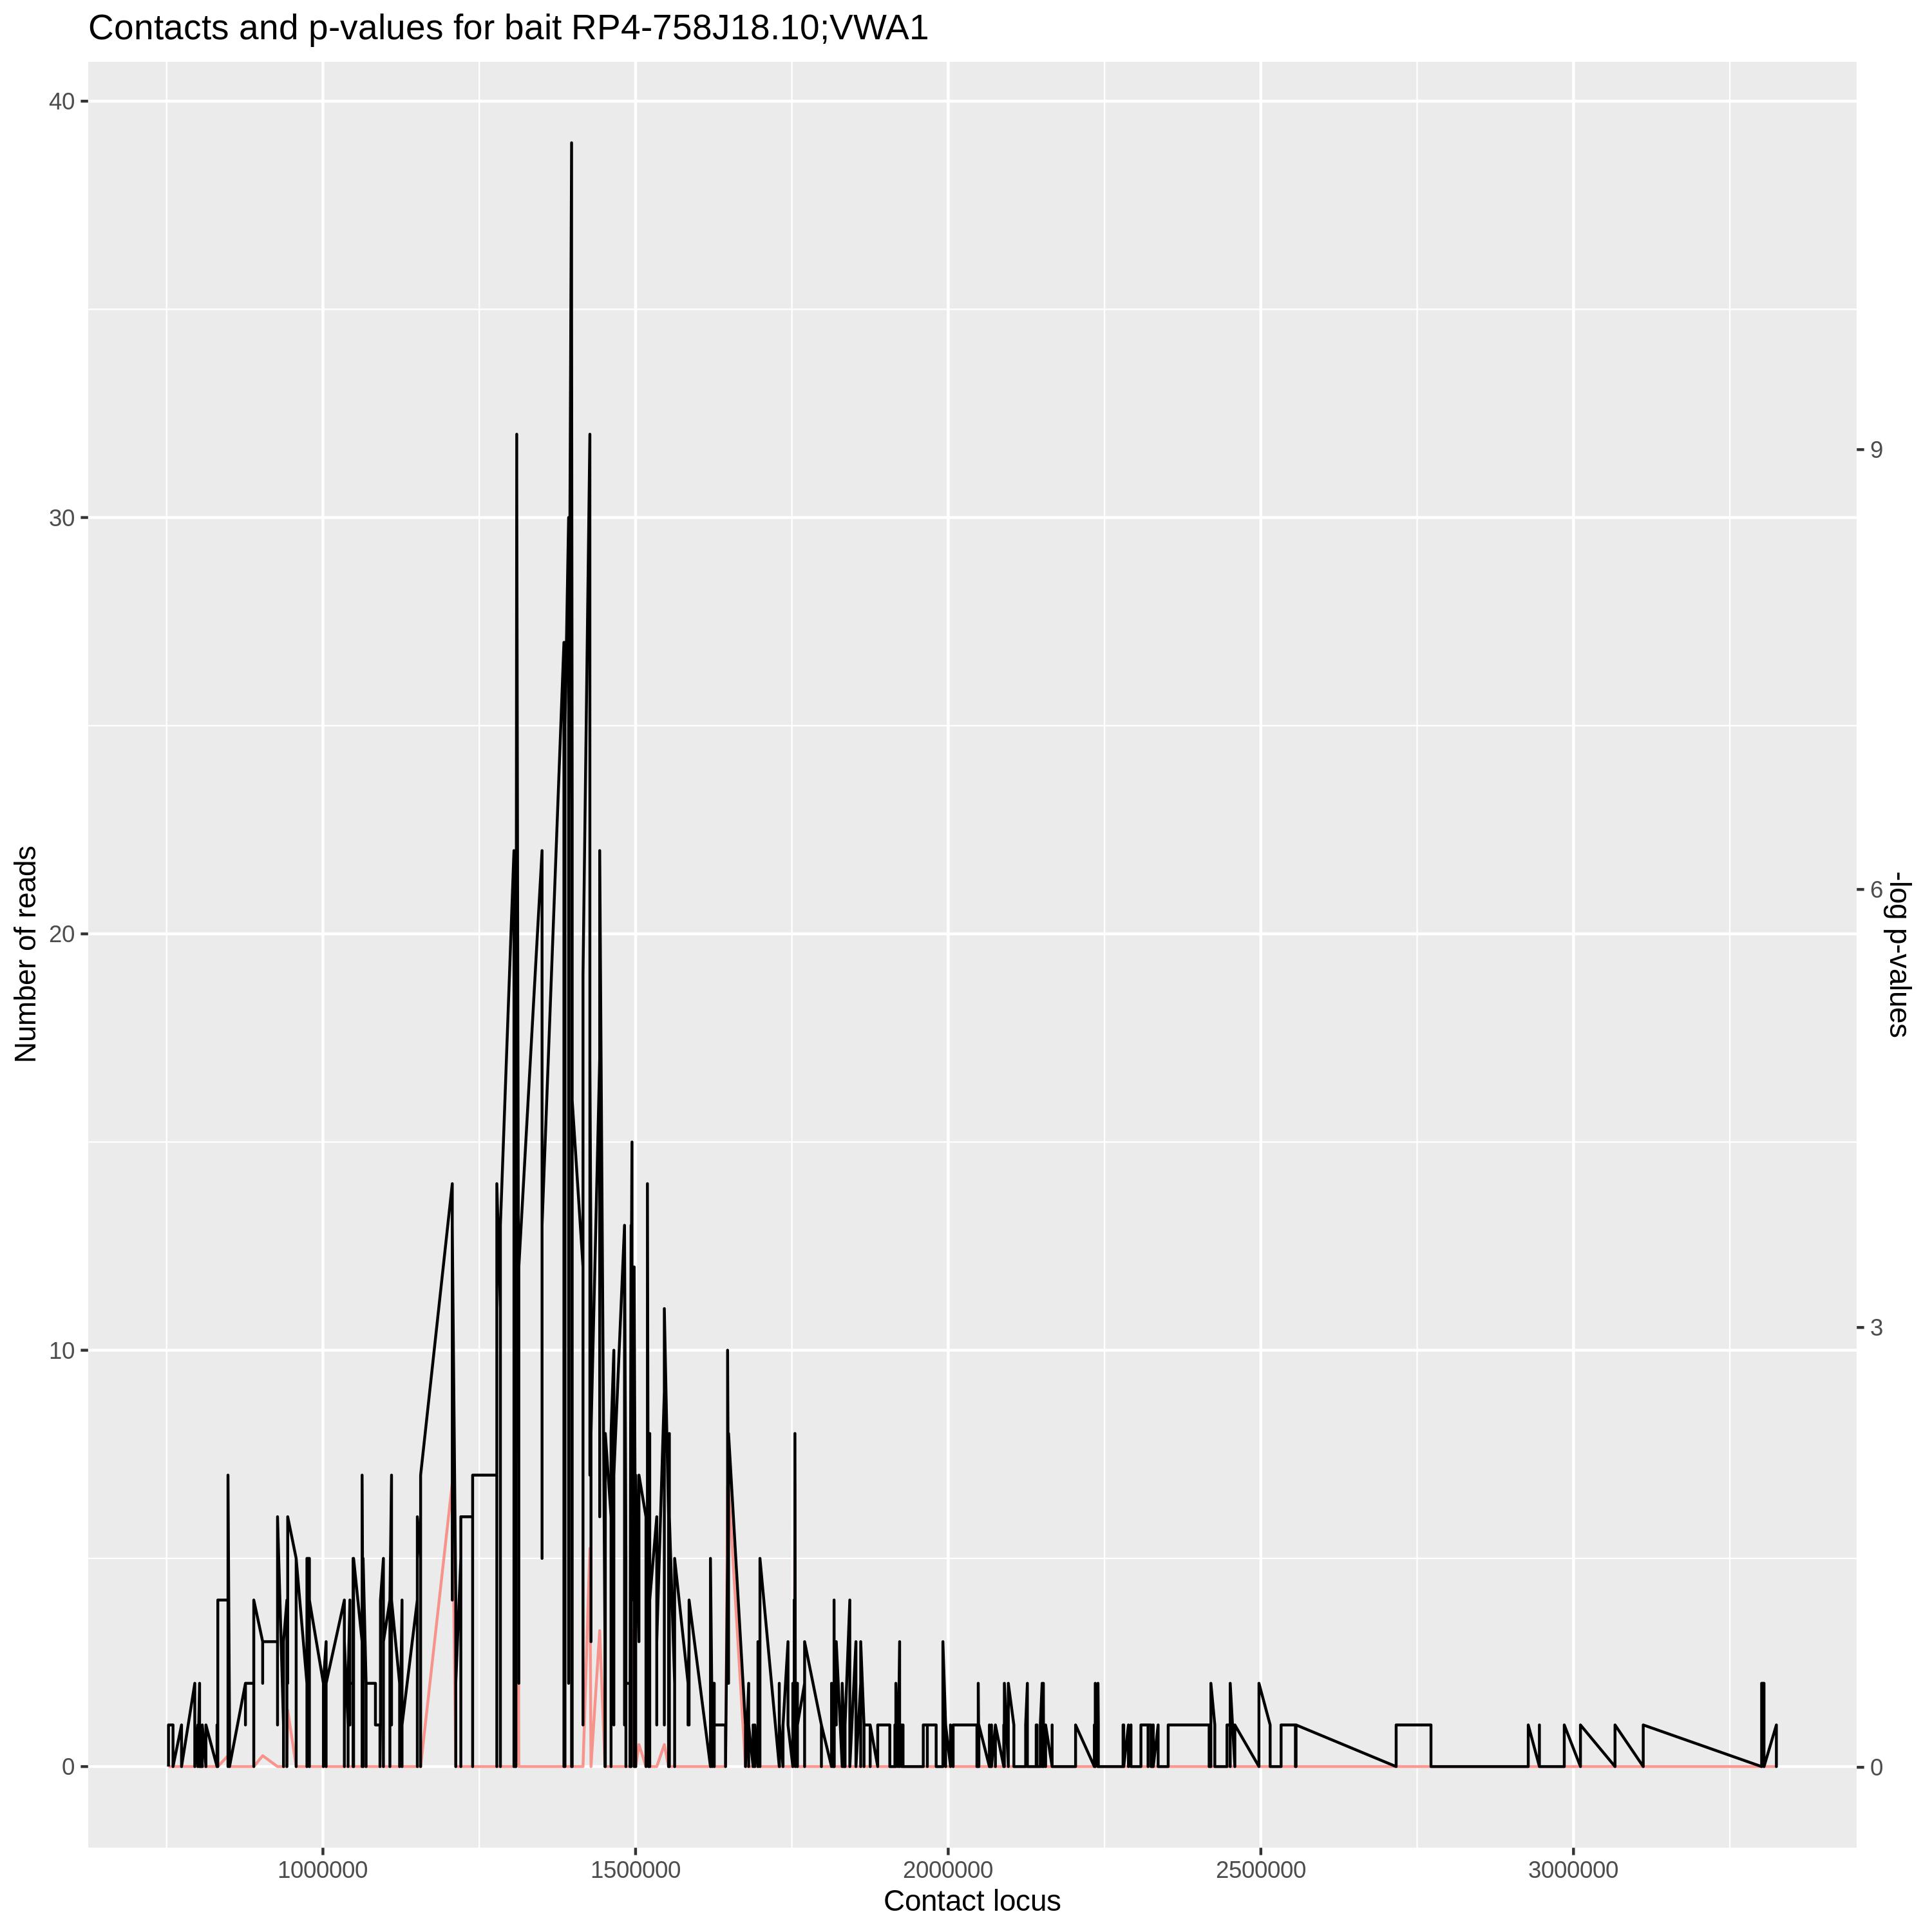 Contacts and p-values for bait RP4-758J18.10;VWA1
40
30
20
10
0
Number of reads
9
6
3
0
-log p-values
1000000 1500000 2000000 2500000 3000000
Contact locus